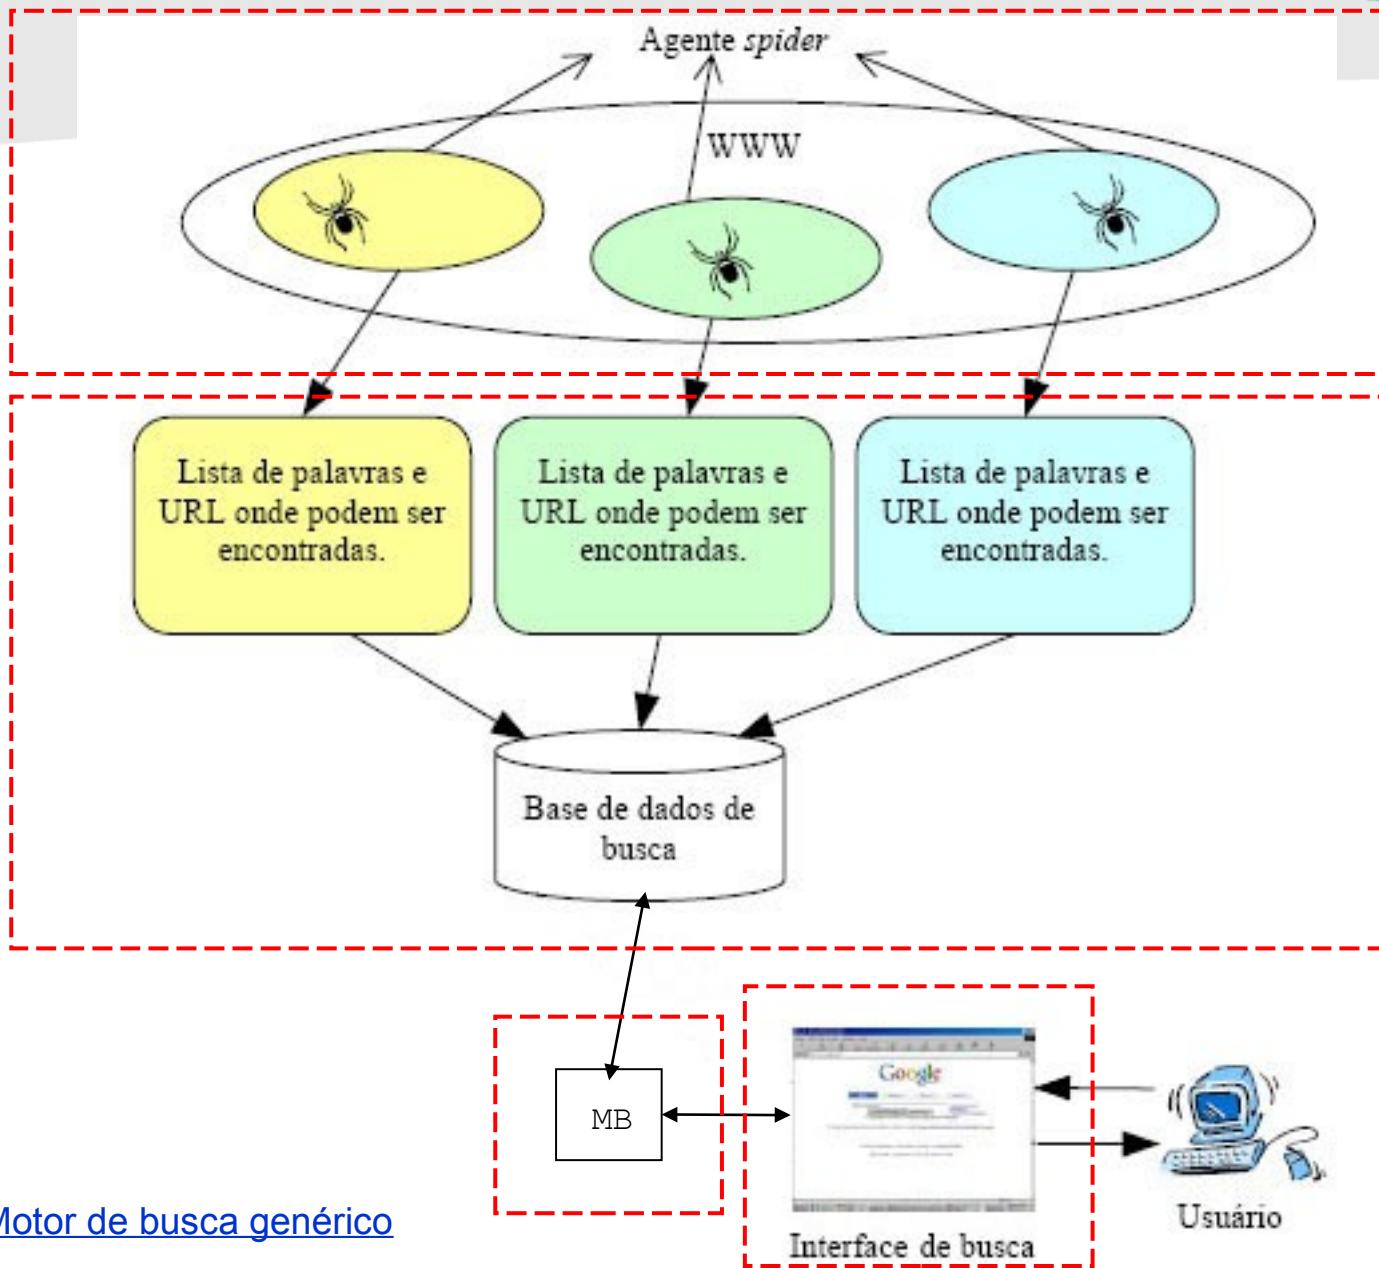 Agente spider
WWW
Lista de palavras e
URL onde podem ser
encontradas.
Lista de palavras e
URL onde podem ser
encontradas.
Lista de palavras e
URL onde podem ser
encontradas.
Base de dados de
busca
MB
Google
Usuário
Interface de busca
Motor de busca genérico